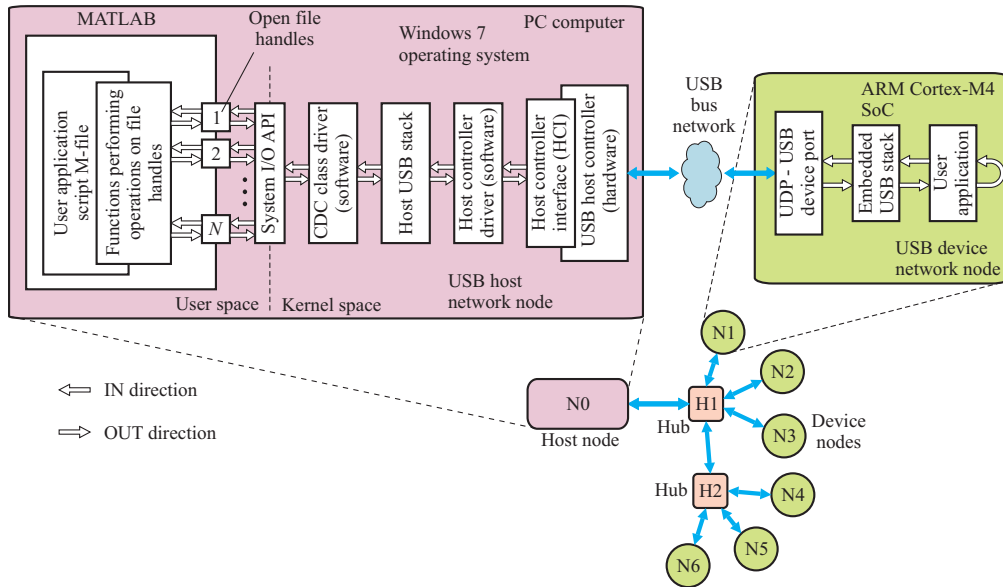 MATLAB
Open file
handles
Windows 7
operating system
PC computer
User application
script M-file
Functions performing
operations on file
handles
1
2
N
System I/O API
CDC class driver
(software)
Host USB stack
Host controller
driver (software)
Host controller
interface (HCI)
USB host controller
(hardware)
User space
Kernel space
USB host
network node
USB
bus
network
ARM Cortex-M4
SoC
UDP - USB
device port
Embedded
USB stack
User
application
USB device
network node
IN direction
OUT direction
N0
Host node
H1
Hub
N1
N2
N3
Device
nodes
Hub
H2
N4
N5
N6